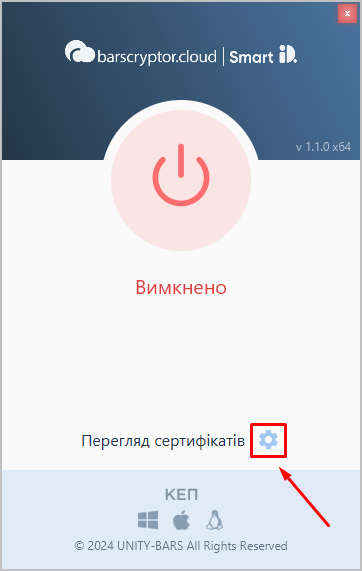 x
barscryptor.cloud | Smart iD.
v 1.1.0 x64
Вимкнено
Перегляд сертифікатів
КЕП
© 2024 UNITY-BARS All Rights Reserved